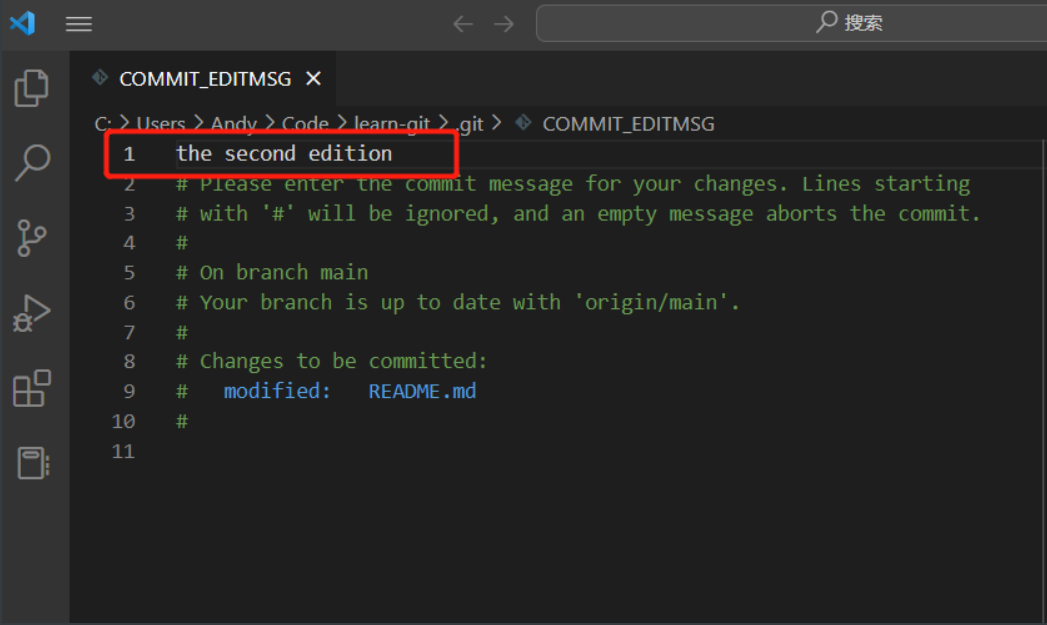 搜索
COMMIT_EDITMSG
C: > Users > Andy > Code > learn-git > .git > COMMIT_EDITMSG
1 the second edition
2 # Please enter the commit message for your changes. Lines starting
3 # with '#' will be ignored, and an empty message aborts the commit.
4 #
5 # On branch main
6 # Your branch is up to date with 'origin/main'.
7 #
8 # Changes to be committed:
9 #   modified:   README.md
10 #
11